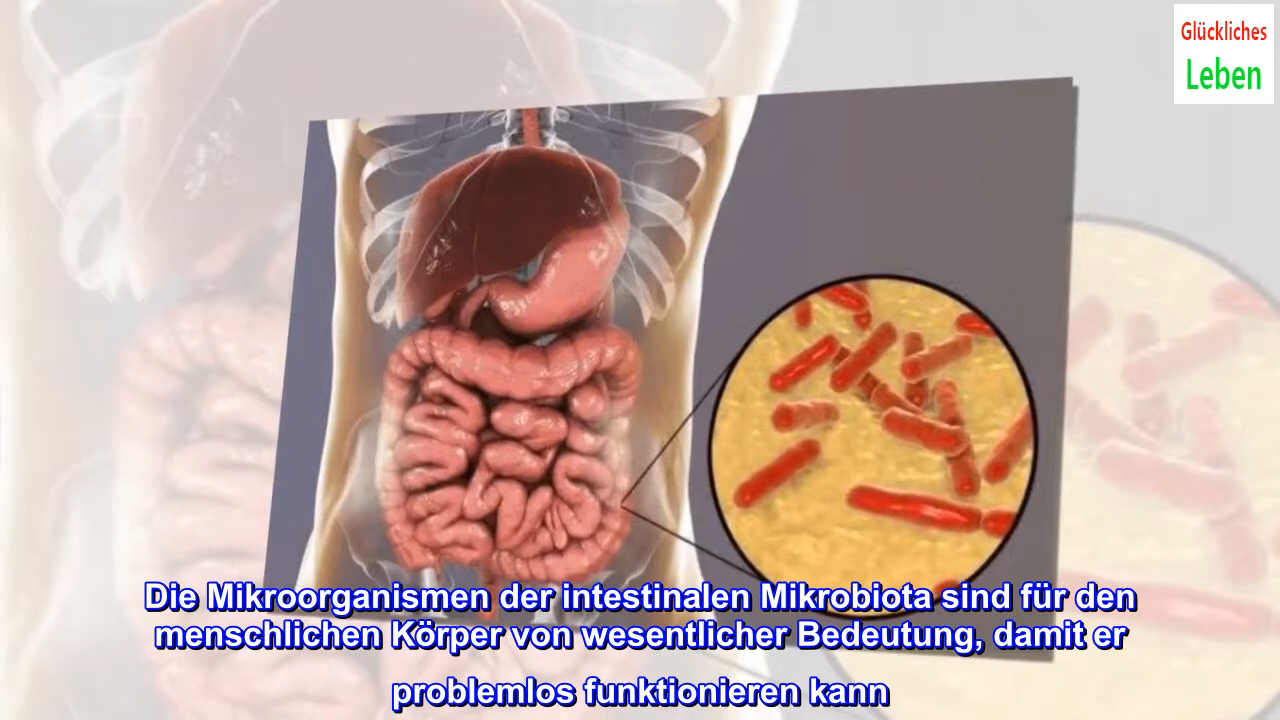 Glückliches
Leben
Die Mikroorganismen der intestinalen Mikrobiota sind für den
menschlichen Körper von wesentlicher Bedeutung, damit er
problemlos funktionieren kann